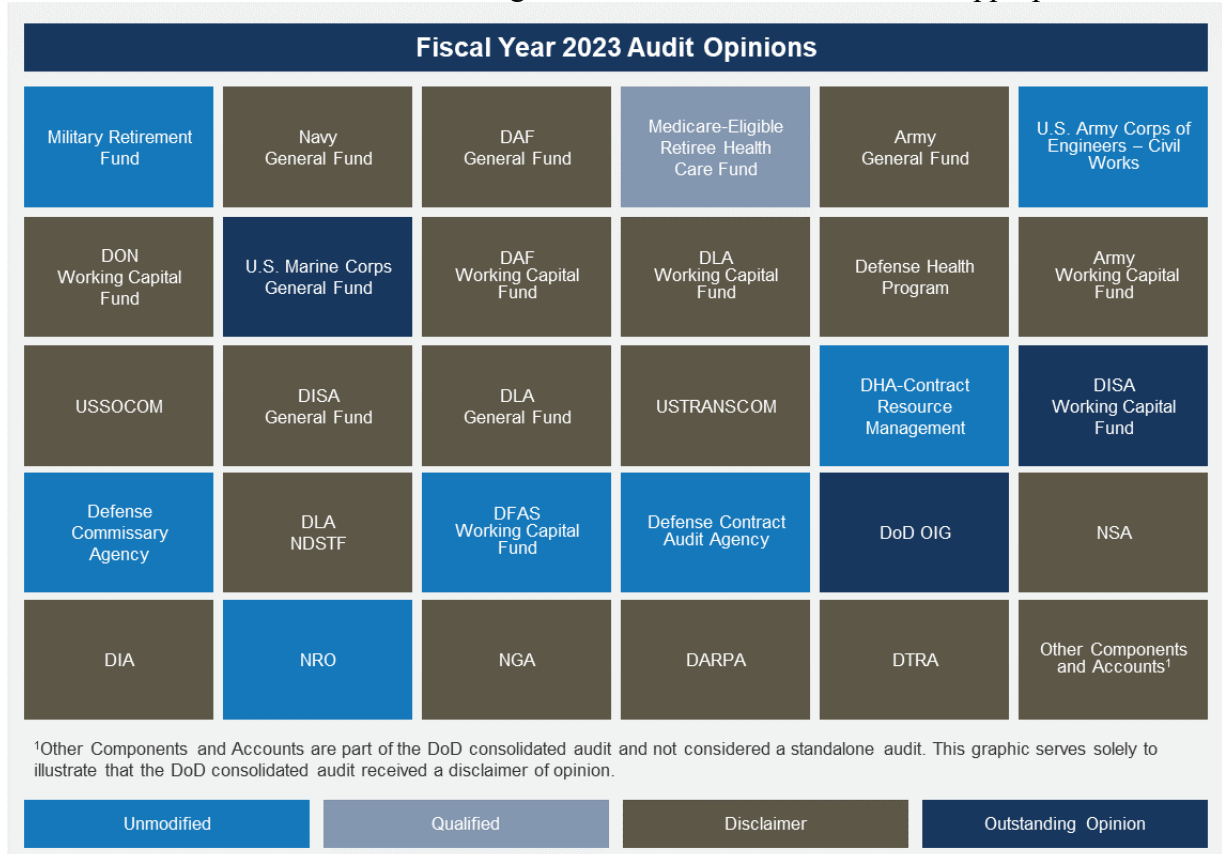 Fiscal Year 2023 Audit Opinions
Military Retirement
Fund
Navy
General Fund
DAF
General Fund
Medicare-Eligible
Retiree Health
Care Fund
Army
General Fund
U.S. Army Corps of
Engineers – Civil
Works
DON
Working Capital
Fund
U.S. Marine Corps
General Fund
DAF
Working Capital
Fund
DLA
Working Capital
Fund
Defense Health
Program
Army
Working Capital
Fund
USSOCOM
DISA
General Fund
DLA
General Fund
USTRANSCOM
DHA-Contract
Resource
Management
DISA
Working Capital
Fund
Defense
Commissary
Agency
DLA
NDSTF
DFAS
Working Capital
Fund
Defense Contract
Audit Agency
DoD OIG
NSA
DIA
NRO
NGA
DARPA
DTRA
Other Components
and Accounts¹
¹Other Components and Accounts are part of the DoD consolidated audit and not considered a standalone audit. This graphic serves solely to
illustrate that the DoD consolidated audit received a disclaimer of opinion.
Unmodified
Qualified
Disclaimer
Outstanding Opinion